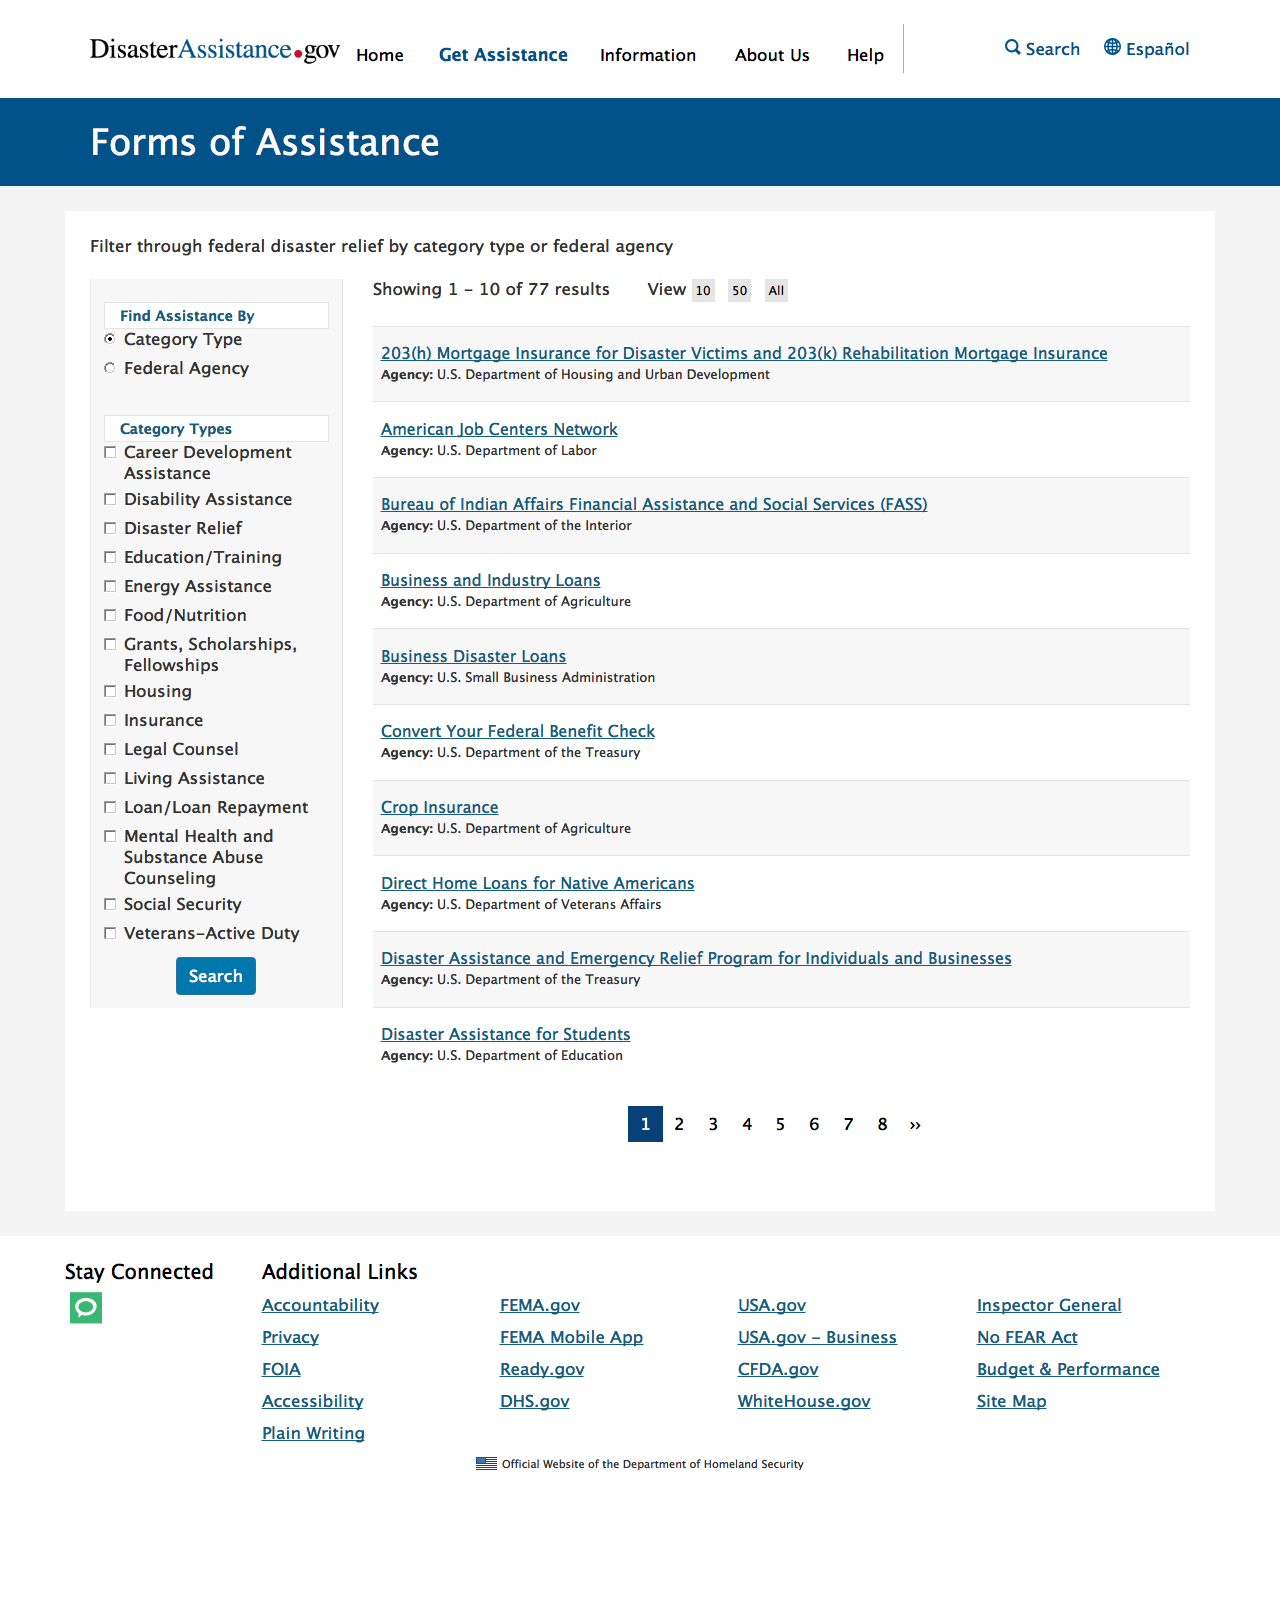 DisasterAssistance.gov
Home
Get Assistance
Information
About Us
Help
Search
Español
Forms of Assistance
Filter through federal disaster relief by category type or federal agency
Find Assistance By
Category Type
Federal Agency
Category Types
Career Development
Assistance
Disability Assistance
Disaster Relief
Education/Training
Energy Assistance
Food/Nutrition
Grants, Scholarships,
Fellowships
Housing
Insurance
Legal Counsel
Living Assistance
Loan/Loan Repayment
Mental Health and
Substance Abuse
Counseling
Social Security
Veterans-Active Duty
Search
Showing 1 - 10 of 77 results
View 10 50 All
203(h) Mortgage Insurance for Disaster Victims and 203(k) Rehabilitation Mortgage Insurance
Agency: U.S. Department of Housing and Urban Development
American Job Centers Network
Agency: U.S. Department of Labor
Bureau of Indian Affairs Financial Assistance and Social Services (FASS)
Agency: U.S. Department of the Interior
Business and Industry Loans
Agency: U.S. Department of Agriculture
Business Disaster Loans
Agency: U.S. Small Business Administration
Convert Your Federal Benefit Check
Agency: U.S. Department of the Treasury
Crop Insurance
Agency: U.S. Department of Agriculture
Direct Home Loans for Native Americans
Agency: U.S. Department of Veterans Affairs
Disaster Assistance and Emergency Relief Program for Individuals and Businesses
Agency: U.S. Department of the Treasury
Disaster Assistance for Students
Agency: U.S. Department of Education
1 2 3 4 5 6 7 8 ››
Stay Connected
Additional Links
Accountability
Privacy
FOIA
Accessibility
Plain Writing
FEMA.gov
FEMA Mobile App
Ready.gov
DHS.gov
USA.gov
USA.gov - Business
CFDA.gov
WhiteHouse.gov
Inspector General
No FEAR Act
Budget & Performance
Site Map
Official Website of the Department of Homeland Security